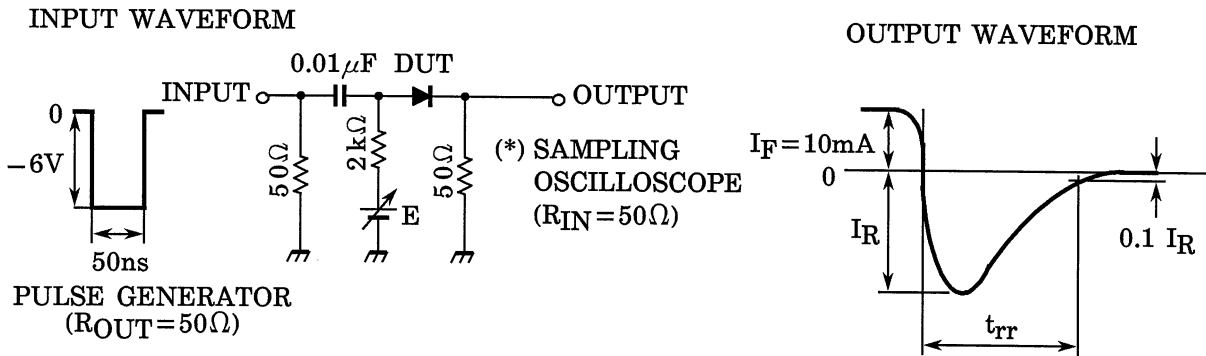 INPUT WAVEFORM
0
−6V
50ns
PULSE GENERATOR
(ROUT=50Ω)
0.01μF DUT
INPUT
OUTPUT
50Ω
2kΩ
E
50Ω
(*) SAMPLING
OSCILLOSCOPE
(RIN=50Ω)
OUTPUT WAVEFORM
IF=10mA
0
IR
0.1 IR
trr